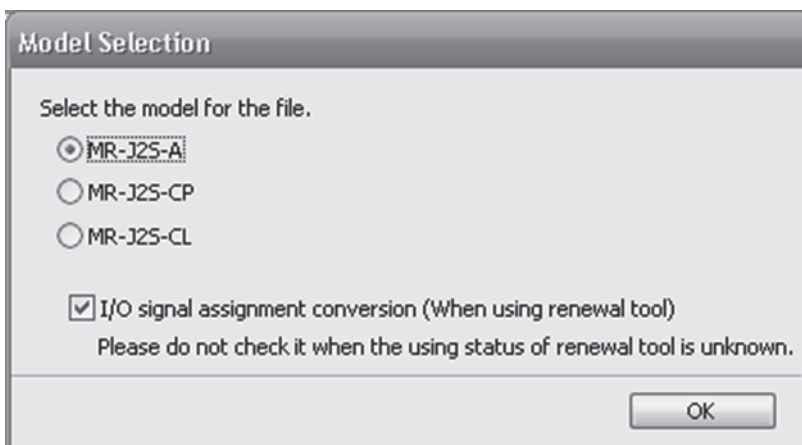 Model Selection
Select the model for the file.
MR-J2S-A
MR-J2S-CP
MR-J2S-CL
I/O signal assignment conversion (When using renewal tool)
Please do not check it when the using status of renewal tool is unknown.
OK